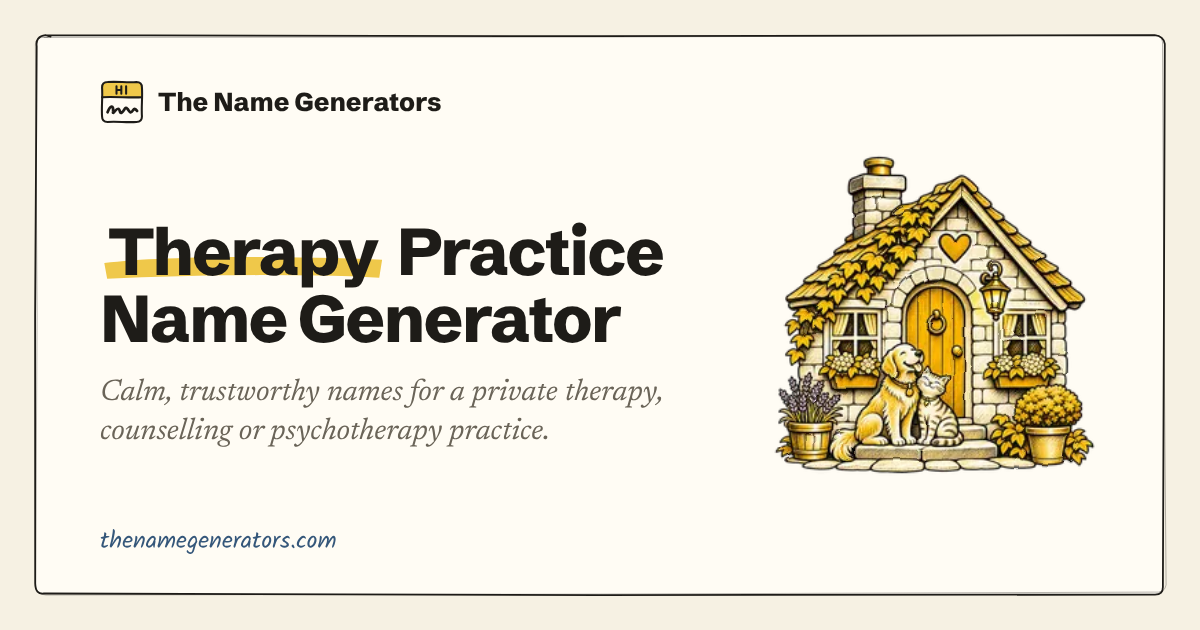 HI
The Name Generators
Therapy Practice
Name Generator
Calm, trustworthy names for a private therapy,
counselling or psychotherapy practice.
thenamegenerators.com